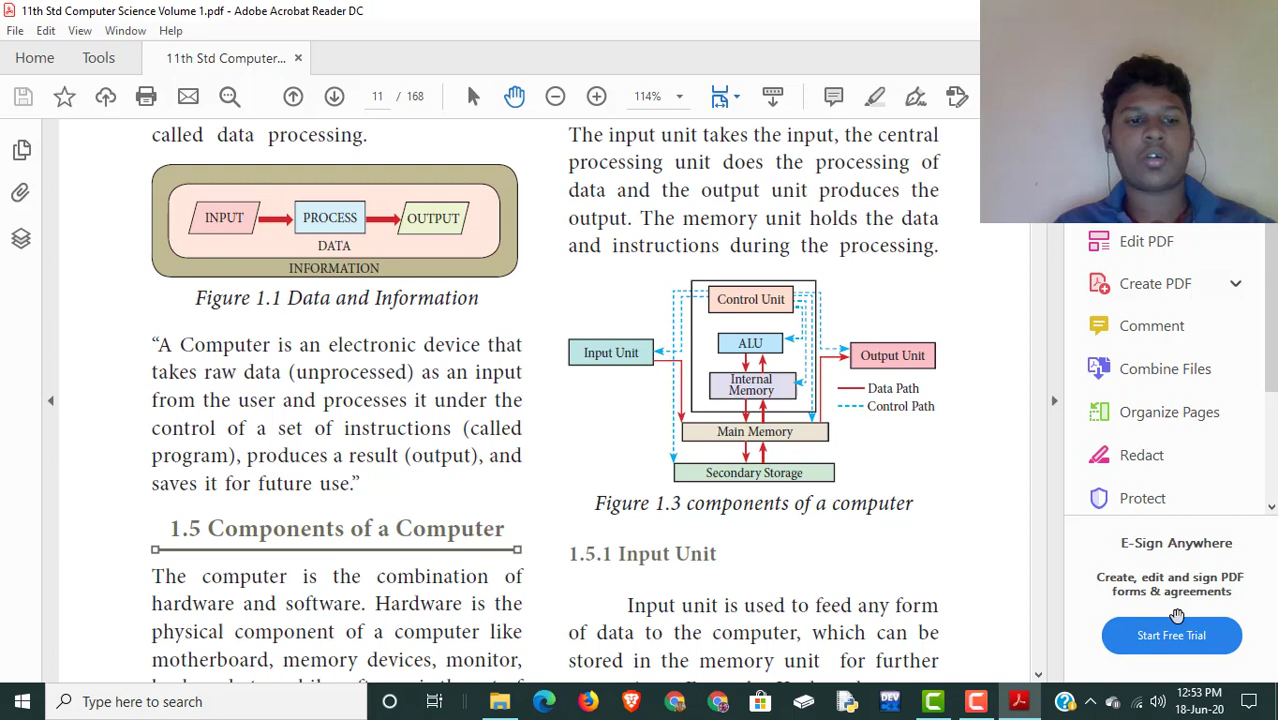 11th Std Computer Science Volume 1.pdf - Adobe Acrobat Reader DC
File Edit View Window Help
Home Tools 11th Std Computer... ×
11 / 168 114%
called data processing.
INPUT PROCESS OUTPUT
DATA
INFORMATION
Figure 1.1 Data and Information
“A Computer is an electronic device that
takes raw data (unprocessed) as an input
from the user and processes it under the
control of a set of instructions (called
program), produces a result (output), and
saves it for future use.”
1.5 Components of a Computer
The computer is the combination of
hardware and software. Hardware is the
physical component of a computer like
motherboard, memory devices, monitor,
The input unit takes the input, the central
processing unit does the processing of
data and the output unit produces the
output. The memory unit holds the data
and instructions during the processing.
Control Unit
ALU
Input Unit
Output Unit
Internal
Memory
Data Path
Control Path
Main Memory
Secondary Storage
Figure 1.3 components of a computer
1.5.1 Input Unit
Input unit is used to feed any form
of data to the computer, which can be
stored in the memory unit for further
Edit PDF
Create PDF
Comment
Combine Files
Organize Pages
Redact
Protect
E-Sign Anywhere
Create, edit and sign PDF
forms & agreements
Start Free Trial
Type here to search
DEV
12:53 PM
18-Jun-20